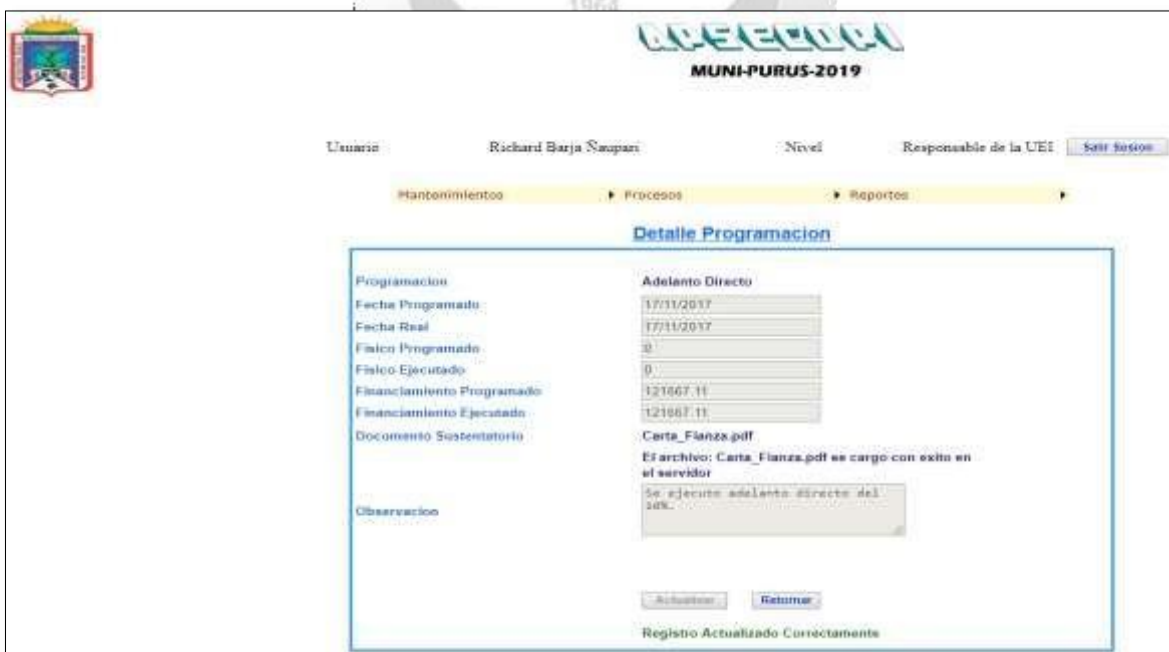 1964
APSECOPI
MUNI-PURUS-2019
Usuario Richard Barja Ñaupari Nivel Responsable de la UEI Salir Sesion
Mantenimientos Procesos Reportes
Detalle Programacion
Programacion Adelanto Directo
Fecha Programado 17/11/2017
Fecha Real 17/11/2017
Fisico Programado 0
Fisico Ejecutado 0
Financiamiento Programado 121667.11
Financiamiento Ejecutado 121667.11
Documento Sustentatorio Carta_Fianza.pdf
El archivo: Carta_Fianza.pdf se cargo con exito en
el servidor
Observacion Se ejecuto adelanto directo del
Actualizar Retornar
Registro Actualizado Correctamente